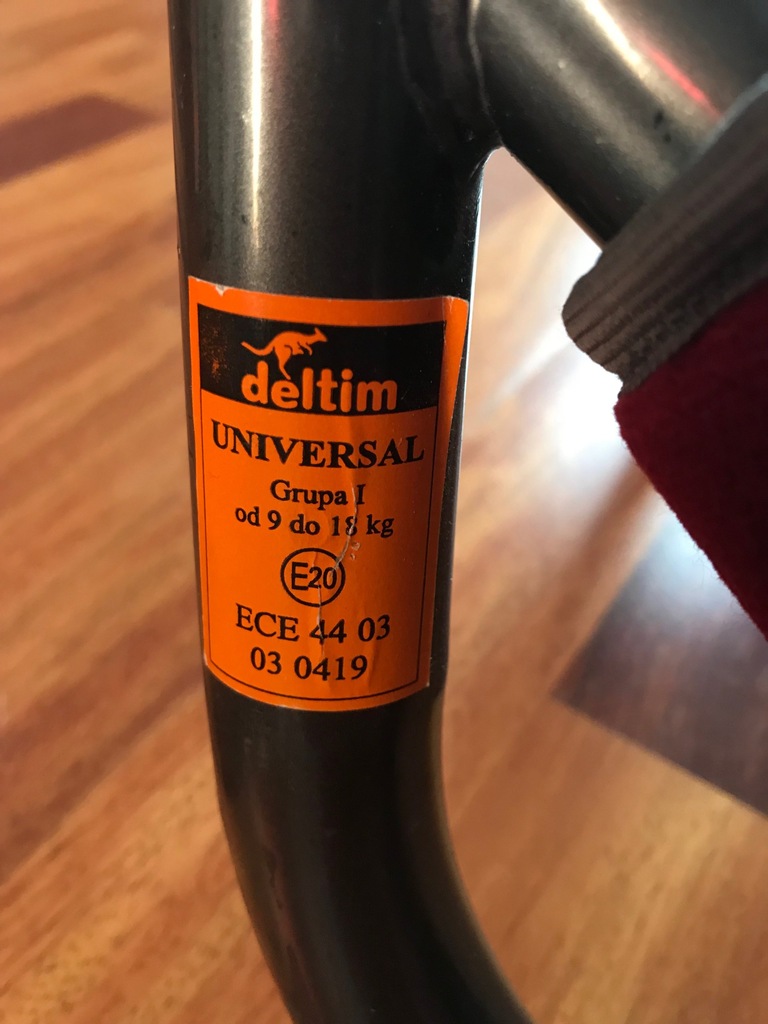 deltim
UNIVERSAL
Grupa I
od 9 do 18 kg
E20
ECE 44 03
03 0419